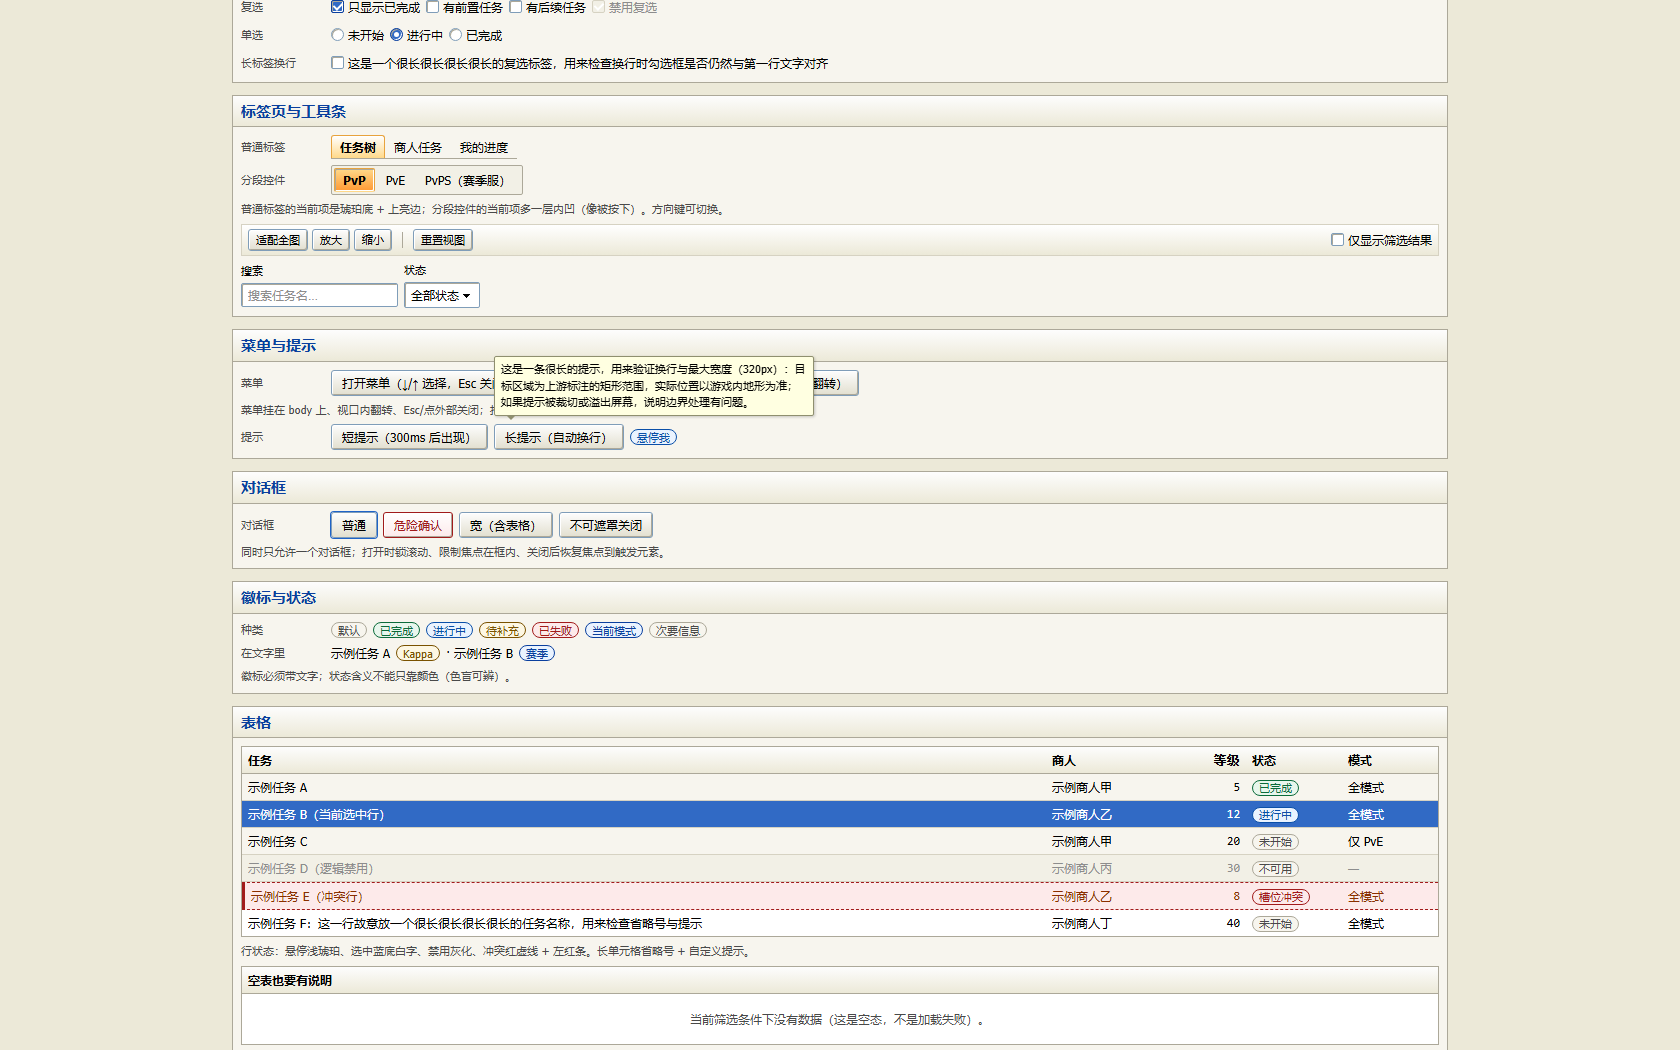 复选 只显示已完成 有前置任务 有后续任务 禁用复选
单选 未开始 进行中 已完成
长标签换行 这是一个很长很长很长很长的复选标签，用来检查换行时勾选框是否仍然与第一行文字对齐
标签页与工具条
普通标签 任务树 商人任务 我的进度
分段控件 PvP PvE PvPS（赛季服）
普通标签的当前项是琥珀底 + 上亮边；分段控件的当前项多一层内凹（像被按下）。方向键可切换。
适配全图 放大 缩小 重置视图 仅显示筛选结果
搜索 状态
搜索任务名... 全部状态
菜单与提示
这是一条很长的提示，用来验证换行与最大宽度（320px）：目
标区域为上游标注的矩形范围，实际位置以游戏内地形为准；
如果提示被裁切或溢出屏幕，说明边界处理有问题。
菜单 打开菜单（↓/↑ 选择，Esc 关 翻转）
菜单挂在 body 上、视口内翻转、Esc/点外部关闭；
提示 短提示（300ms 后出现） 长提示（自动换行） 悬停我
对话框
对话框 普通 危险确认 宽（含表格） 不可遮罩关闭
同时只允许一个对话框；打开时锁滚动、限制焦点在框内、关闭后恢复焦点到触发元素。
徽标与状态
种类 默认 已完成 进行中 待补充 已失败 当前模式 次要信息
在文字里 示例任务 A Kappa · 示例任务 B 赛季
徽标必须带文字；状态含义不能只靠颜色（色盲可辨）。
表格
任务 商人 等级 状态 模式
示例任务 A 示例商人甲 5 已完成 全模式
示例任务 B（当前选中行） 示例商人乙 12 进行中 全模式
示例任务 C 示例商人甲 20 未开始 仅 PvE
示例任务 D（逻辑禁用） 示例商人丙 30 不可用 —
示例任务 E（冲突行） 示例商人乙 8 槽位冲突 全模式
示例任务 F：这一行故意放一个很长很长很长很长的任务名称，用来检查省略号与提示 示例商人丁 40 未开始 全模式
行状态：悬停浅琥珀、选中蓝底白字、禁用灰化、冲突红虚线 + 左红条。长单元格省略号 + 自定义提示。
空表也要有说明
当前筛选条件下没有数据（这是空态，不是加载失败）。